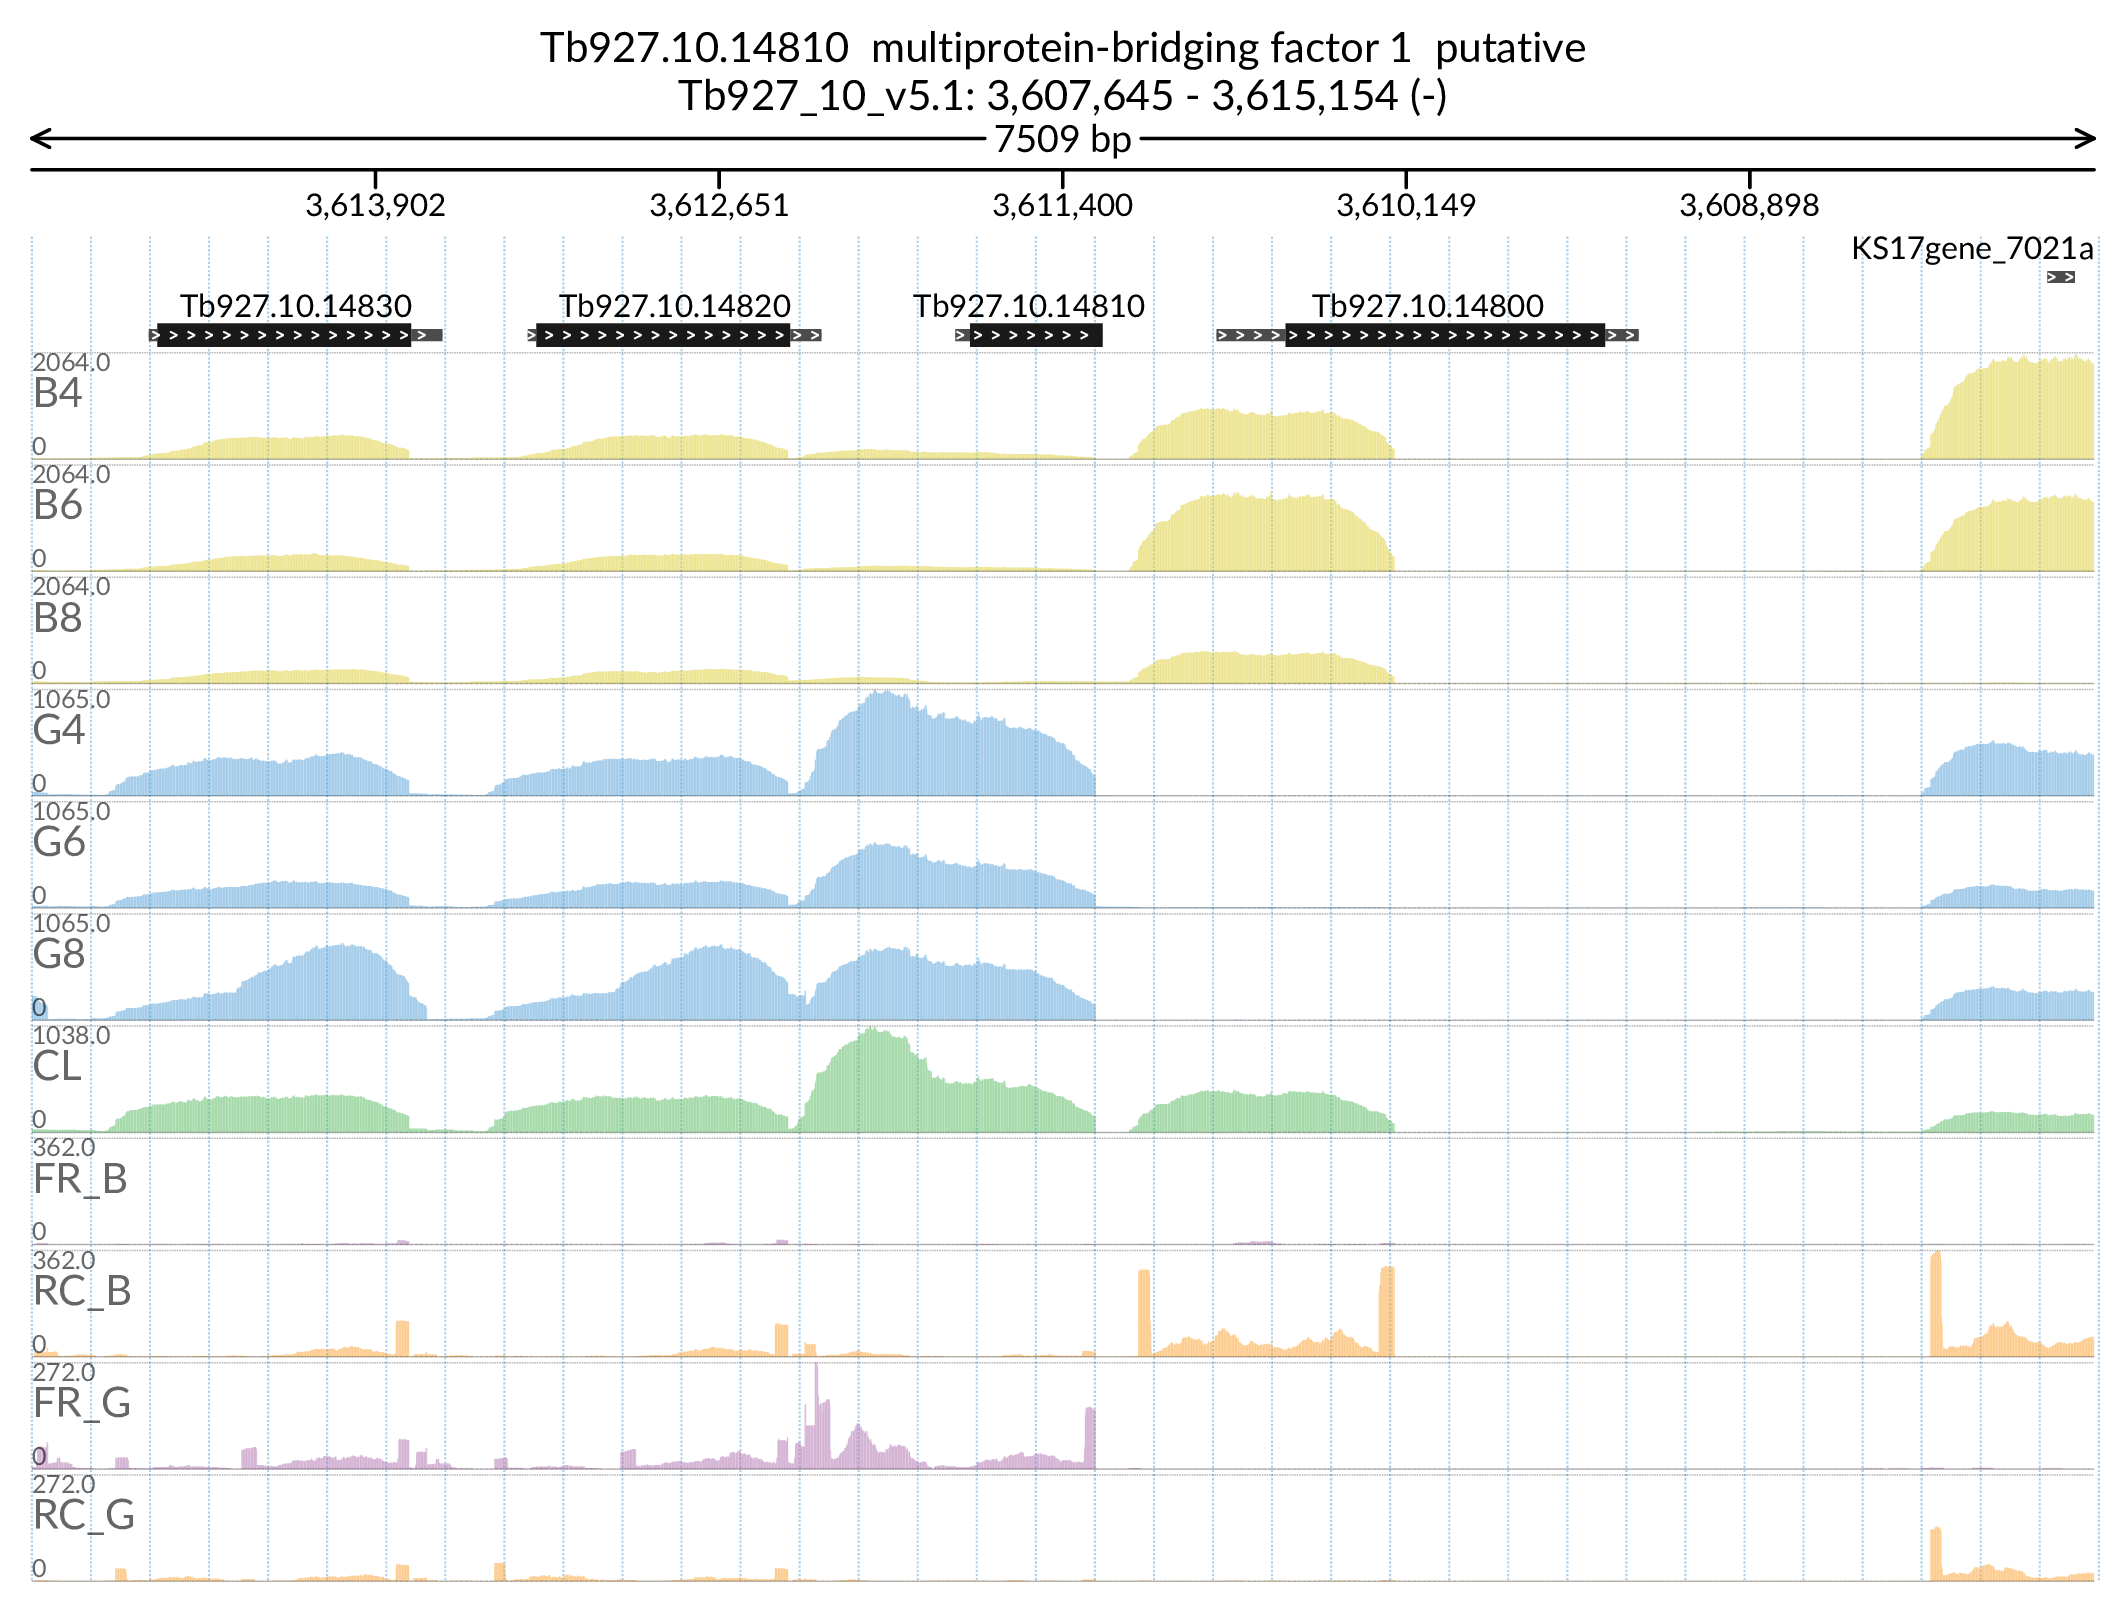 Tb927.10.14810 multiprotein-bridging factor 1 putative
Tb927_10_v5.1: 3,607,645 - 3,615,154 (-)
7509 bp
3,613,902 3,612,651 3,611,400 3,610,149 3,608,898
KS17gene_7021a
Tb927.10.14830 Tb927.10.14820 Tb927.10.14810 Tb927.10.14800
2064.0
B4
0
2064.0
B6
0
2064.0
B8
0
1065.0
G4
0
1065.0
G6
0
1065.0
G8
0
1038.0
CL
0
362.0
FR_B
0
362.0
RC_B
0
272.0
FR_G
0
272.0
RC_G
0